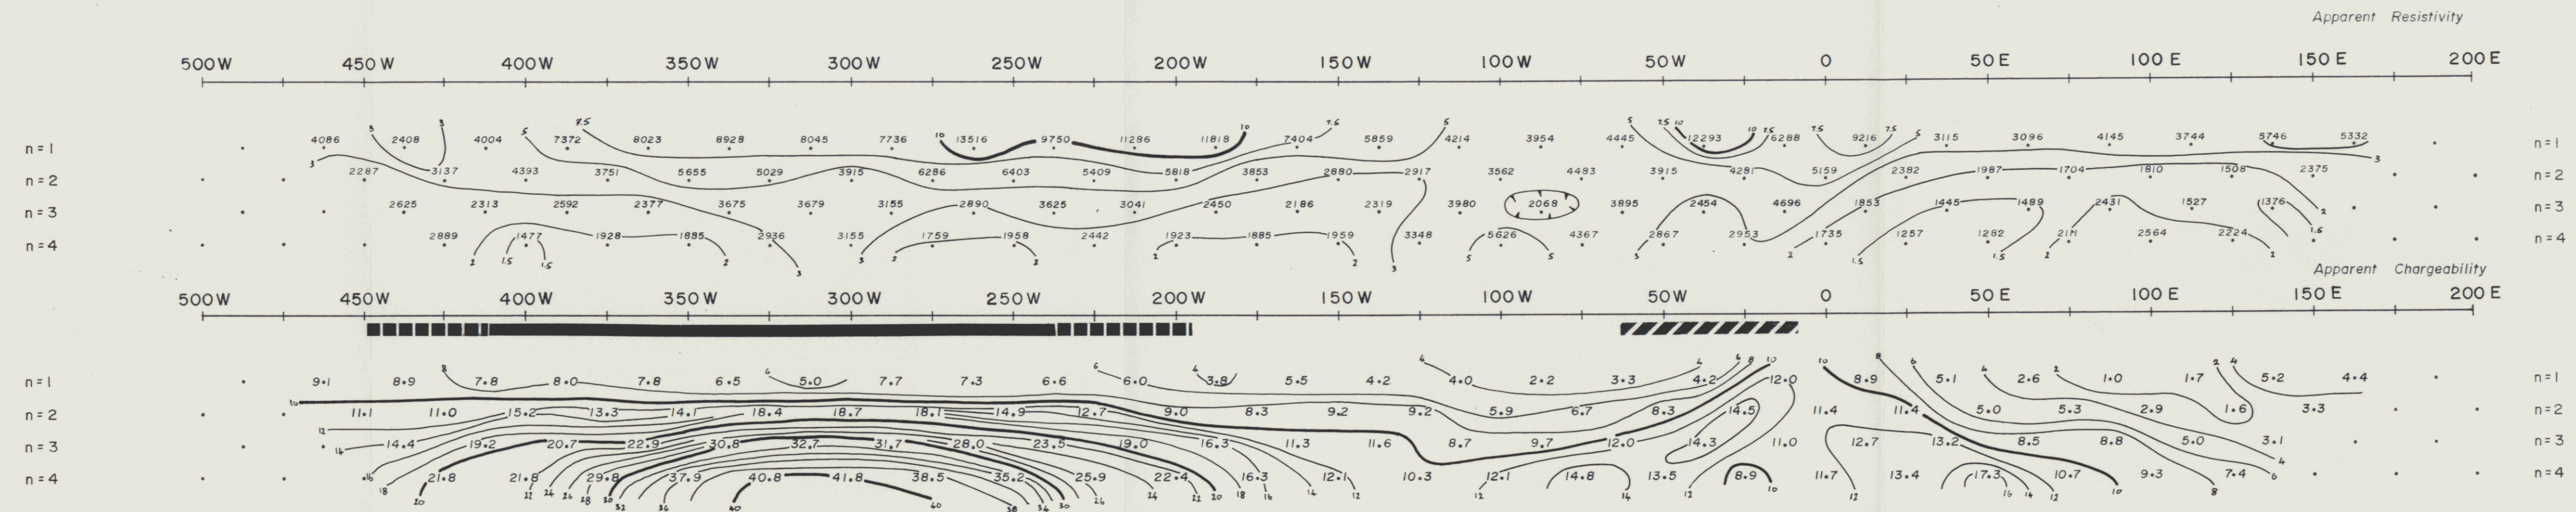 Apparent Resistivity
500W 450W 400W 350W 300W 250W 200W 150W 100W 50W 0 50E 100E 150E 200E
n=1 4086 2408 4004 7372 8023 8928 8045 7736 13516 9750 11286 11818 7404 5859 4214 3954 4445 12293 6288 9216 3115 3096 4145 3744 5746 5332 n=1
n=2 2287 3137 4393 3751 5655 5029 3915 6286 6403 5409 5818 3853 2880 2917 3562 4483 3915 4281 5159 2382 1987 1704 1810 1508 2375 n=2
n=3 2625 2313 2592 2377 3675 3679 3155 2890 3625 3041 2450 2186 2319 3980 2068 3895 2454 4696 1853 1445 1489 2431 1527 1376 n=3
n=4 2889 1477 1928 1885 2936 3155 1759 1958 2442 1923 1885 1959 3348 5626 4367 2867 2953 1735 1257 1282 2111 2564 2224 n=4
Apparent Chargeability
500W 450W 400W 350W 300W 250W 200W 150W 100W 50W 0 50E 100E 150E 200E
n=1 9.1 8.9 7.8 8.0 7.8 6.5 5.0 7.7 7.3 6.6 6.0 3.8 5.5 4.2 4.0 2.2 3.3 4.2 12.0 8.9 5.1 2.6 1.0 1.7 5.2 4.4 n=1
n=2 11.1 11.0 15.2 13.3 14.1 18.4 18.7 18.1 14.9 12.7 9.0 8.3 9.2 9.2 5.9 6.7 8.3 14.5 11.4 11.4 5.0 5.3 2.9 1.6 3.3 n=2
n=3 14.4 19.2 20.7 22.9 30.8 32.7 31.7 28.0 23.5 19.0 16.3 11.3 11.6 8.7 9.7 12.0 14.3 11.0 12.7 13.2 8.5 8.8 5.0 3.1 n=3
n=4 21.8 21.8 29.8 37.9 40.8 41.8 38.5 35.2 25.9 22.4 16.3 12.1 10.3 12.1 14.8 13.5 8.9 11.7 13.4 17.3 10.7 9.3 7.4 n=4